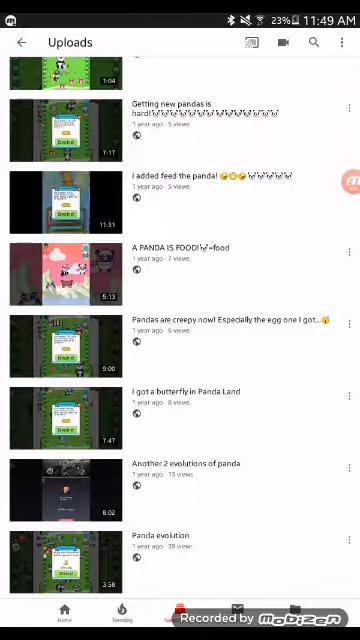 23% 11:49 AM
Uploads
1:04
Getting new pandas is
hard!🐼🐼🐼🐼🐼🐼🐼🐼🐼🐼🐼🐼🐼🐼
1 year ago · 5 views
7:17
I added feed the panda! 🤣😳🤣🐼🐼🐼🐼🐼
1 year ago · 5 views
11:31
A PANDA IS FOOD!🐼=food
1 year ago · 7 views
5:13
Pandas are creepy now! Especially the egg one I got...😥
1 year ago · 6 views
9:00
I got a butterfly in Panda Land
1 year ago · 8 views
7:47
Another 2 evolutions of panda
1 year ago · 13 views
8:02
Panda evolution
1 year ago · 39 views
3:58
Home Trending
Recorded by MOBIZEN